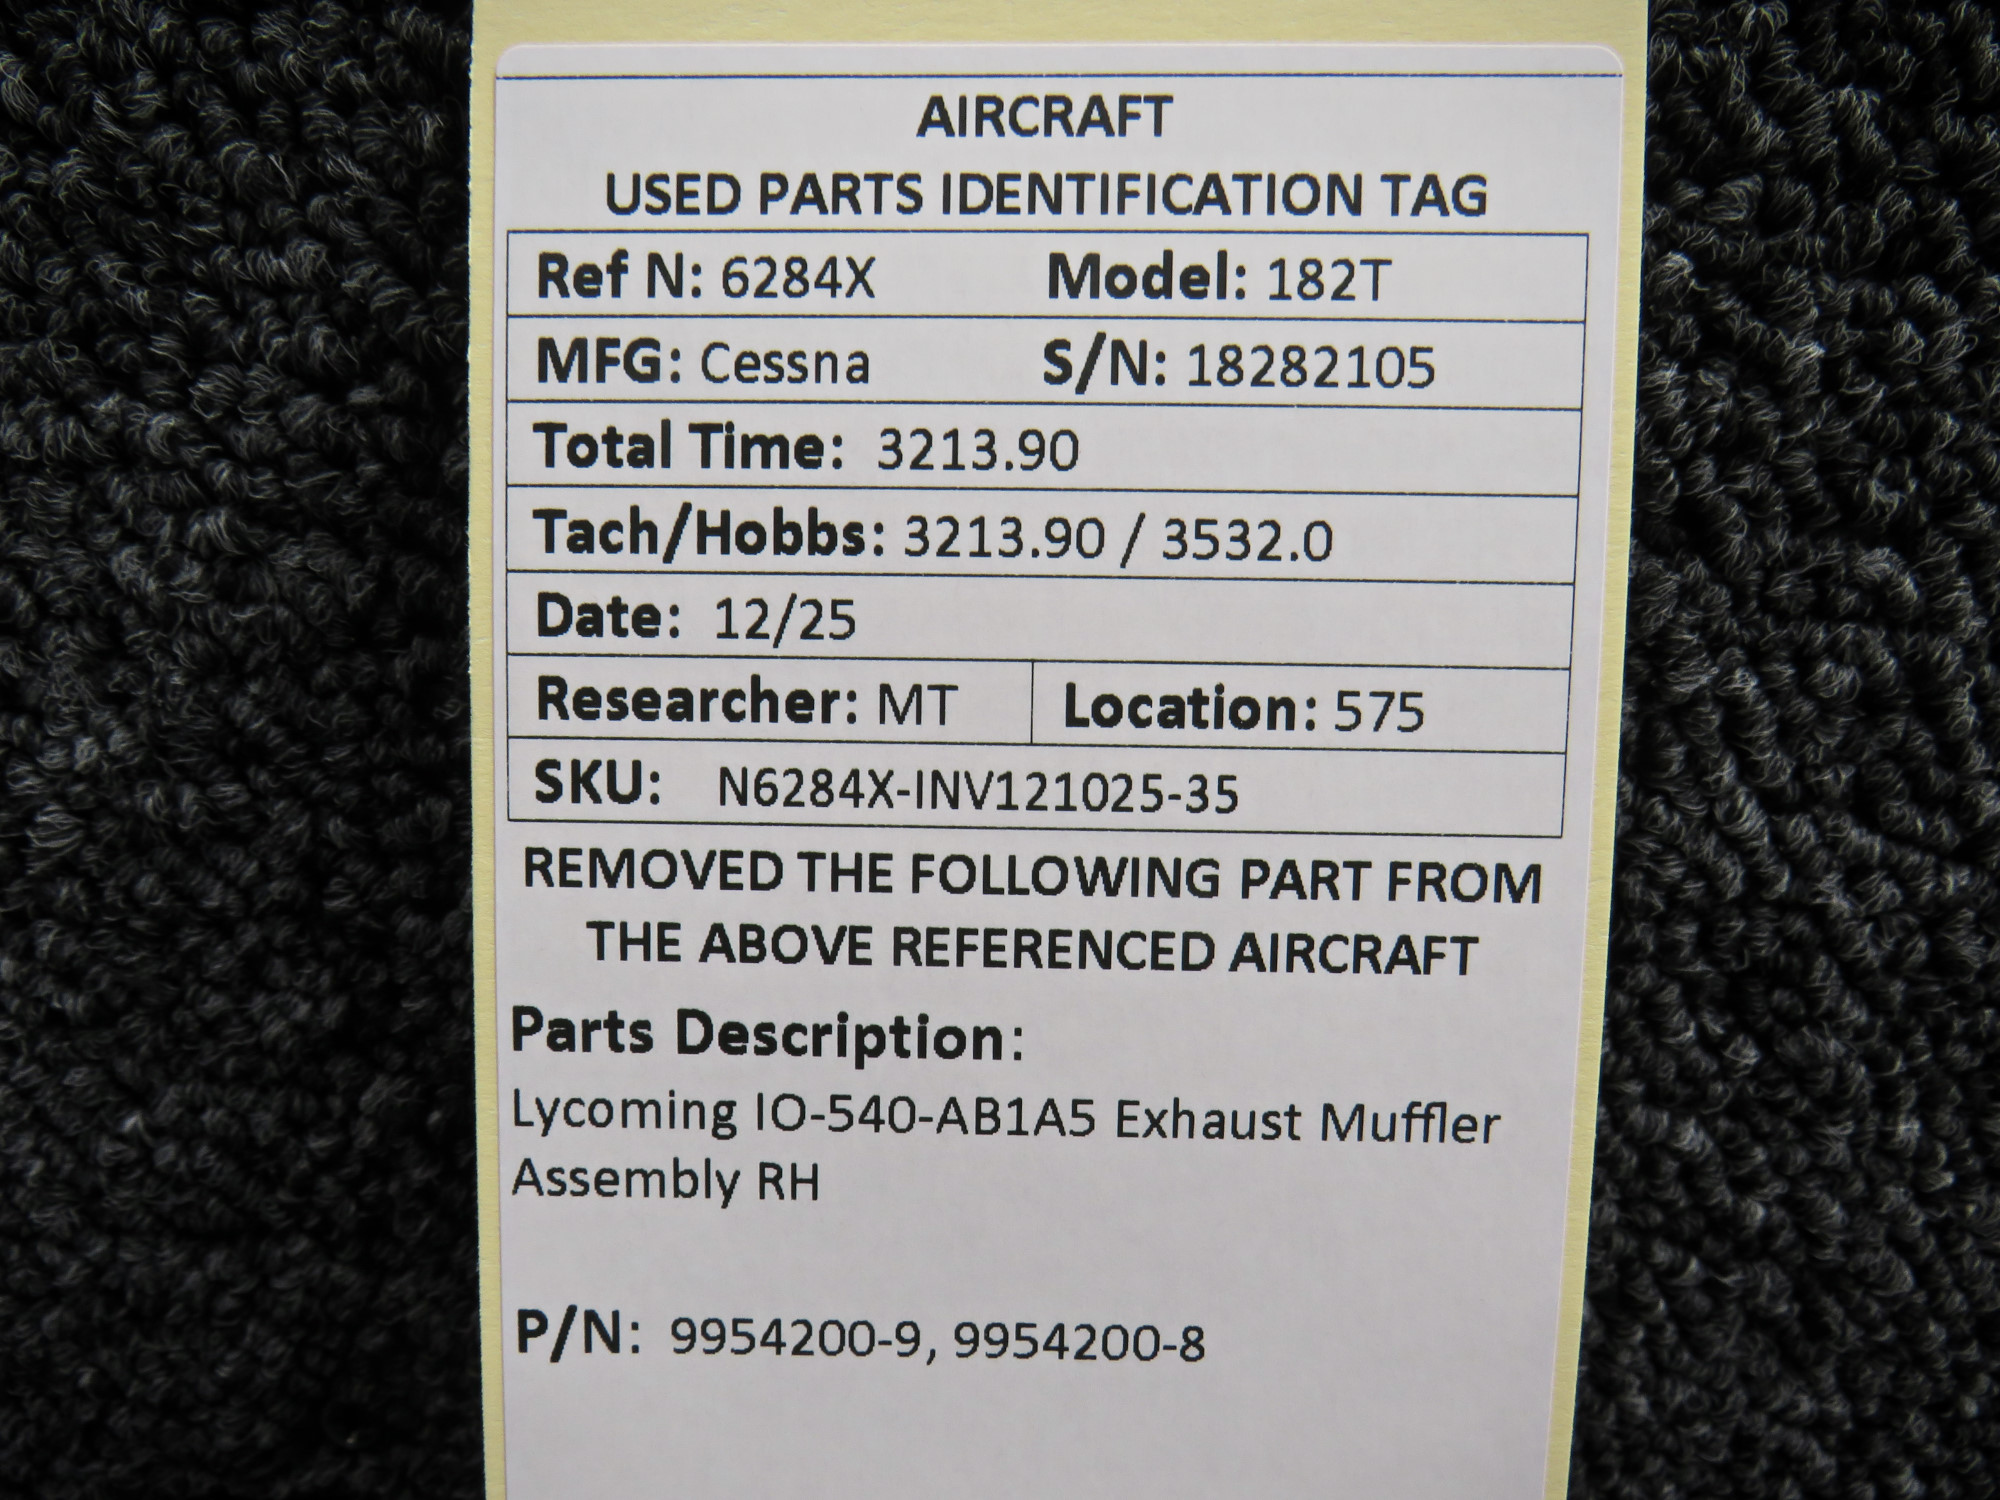 AIRCRAFT
USED PARTS IDENTIFICATION TAG
Ref N: 6284X Model: 182T
MFG: Cessna S/N: 18282105
Total Time: 3213.90
Tach/Hobbs: 3213.90 / 3532.0
Date: 12/25
Researcher: MT Location: 575
SKU: N6284X-INV121025-35
REMOVED THE FOLLOWING PART FROM
THE ABOVE REFERENCED AIRCRAFT
Parts Description:
Lycoming IO-540-AB1A5 Exhaust Muffler
Assembly RH
P/N: 9954200-9, 9954200-8